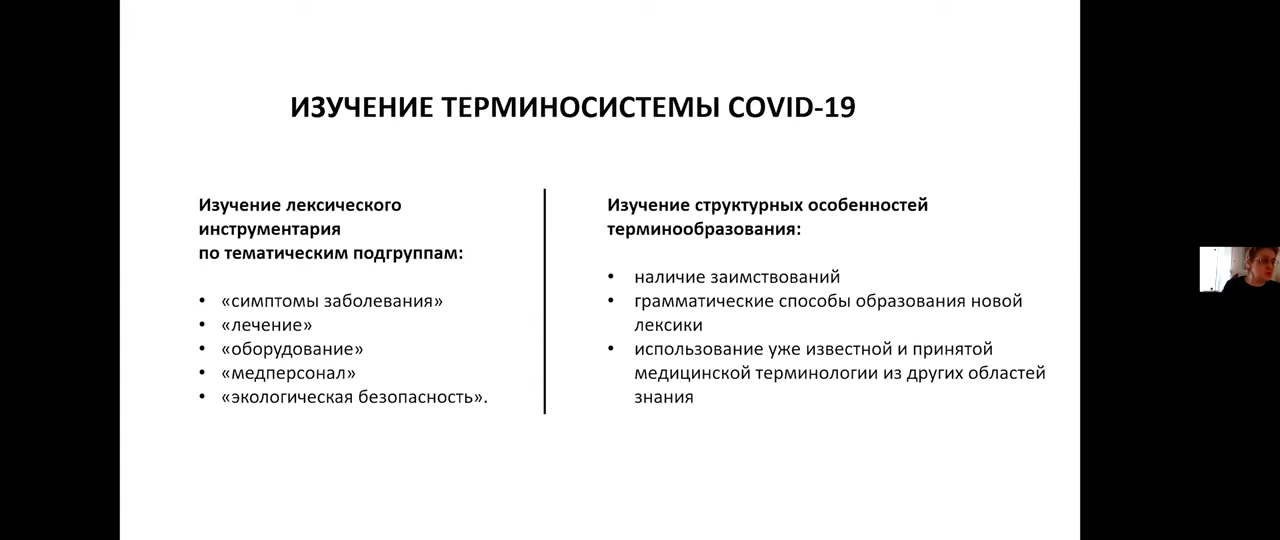 ИЗУЧЕНИЕ ТЕРМИНОСИСТЕМЫ COVID-19
Изучение лексического
инструментария
по тематическим подгруппам:
• «симптомы заболевания»
• «лечение»
• «оборудование»
• «медперсонал»
• «экологическая безопасность».
Изучение структурных особенностей
терминообразования:
• наличие заимствований
• грамматические способы образования новой
лексики
• использование уже известной и принятой
медицинской терминологии из других областей
знания